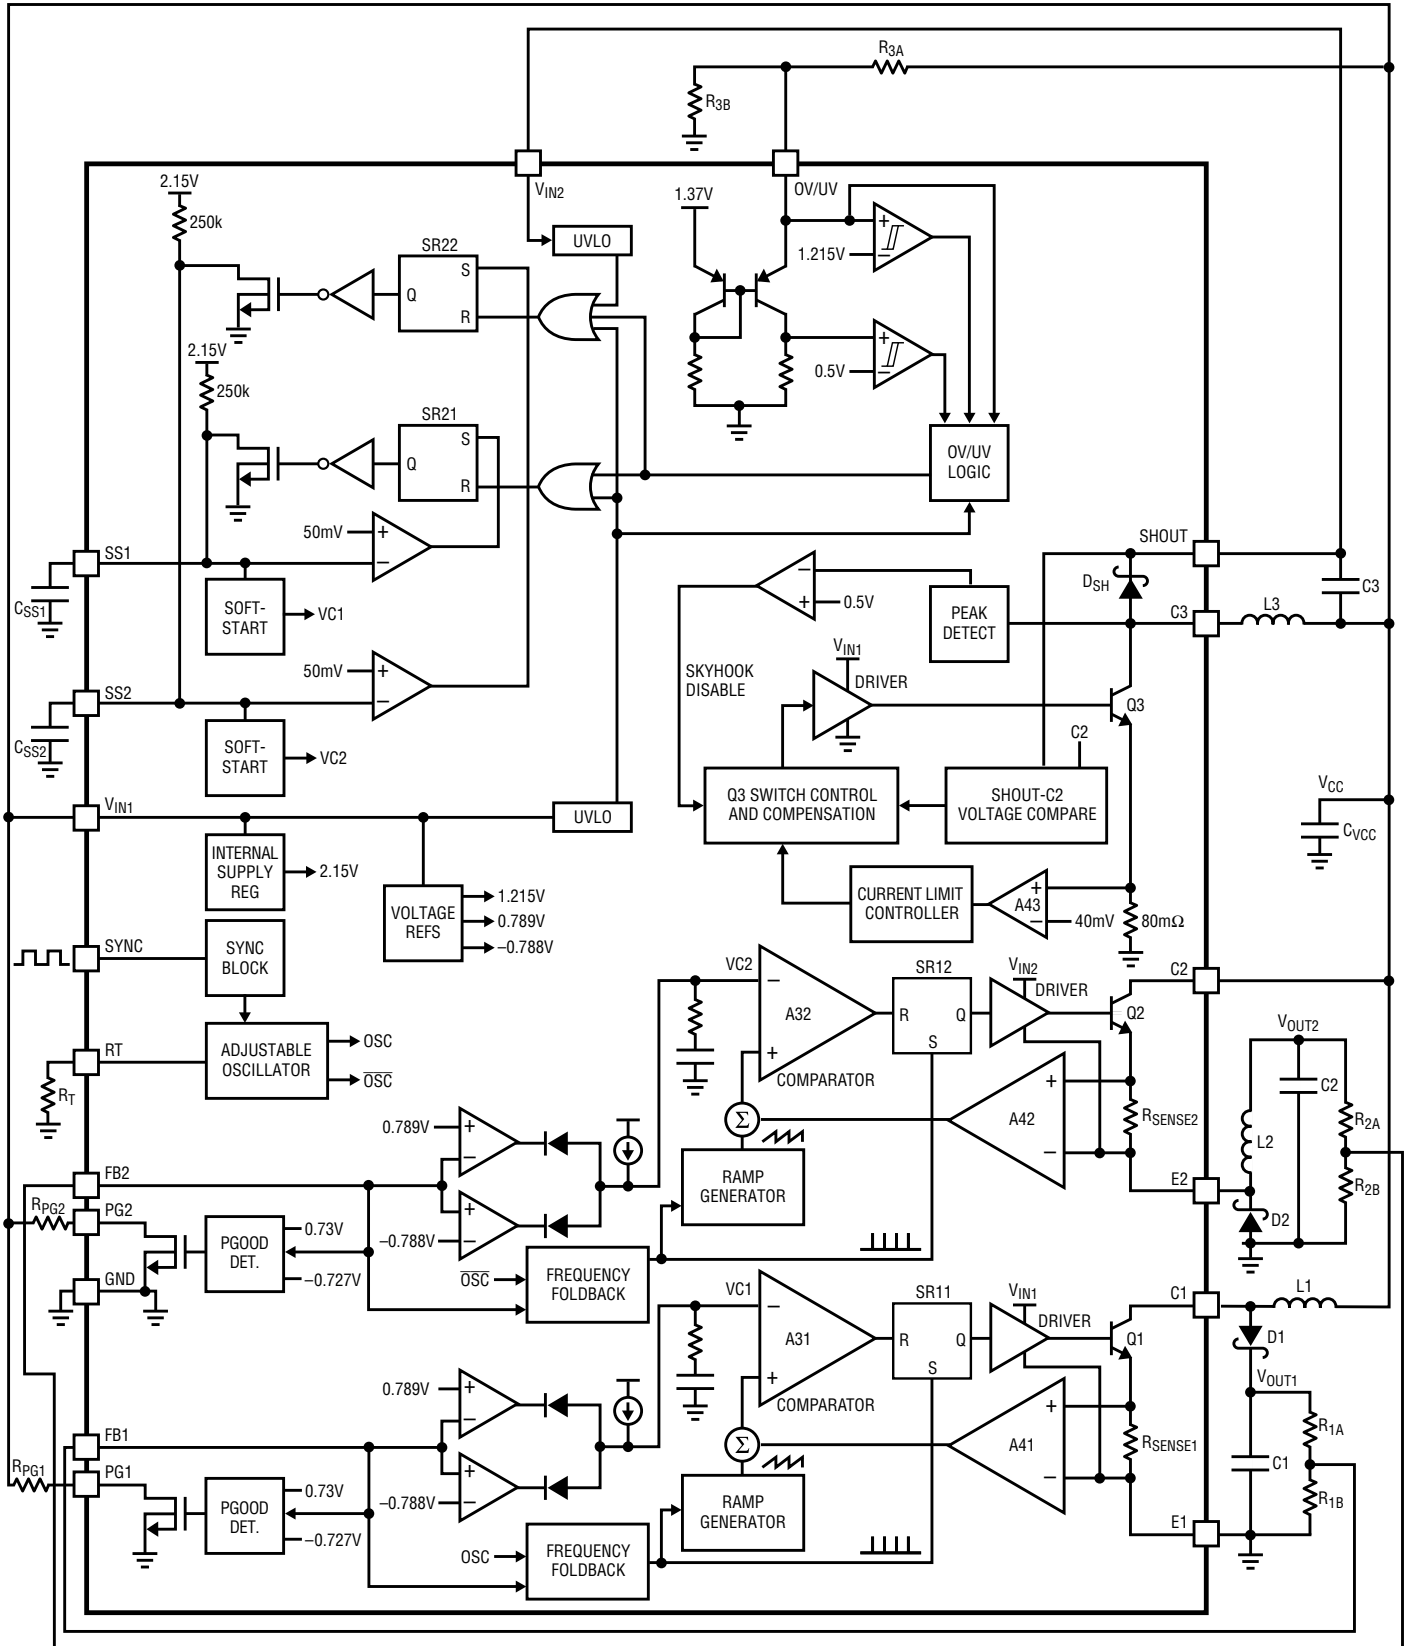 R3A
R3B
VIN2
OV/UV
2.15V
250k
SR22
S
Q
R
UVLO
1.37V
+
1.215V
–
2.15V
250k
SR21
S
Q
R
+
0.5V
–
OV/UV
LOGIC
50mV
+
–
SS1
CSS1
SOFT-
START
VC1
50mV
+
–
SS2
CSS2
SOFT-
START
VC2
SHOUT
DSH
C3
L3
C3
–
+
0.5V
PEAK
DETECT
SKYHOOK
DISABLE
VIN1
DRIVER
Q3
C2
Q3 SWITCH CONTROL
AND COMPENSATION
SHOUT-C2
VOLTAGE COMPARE
VCC
CVCC
VIN1
UVLO
INTERNAL
SUPPLY
REG
2.15V
VOLTAGE
REFS
1.215V
0.789V
–0.788V
CURRENT LIMIT
CONTROLLER
A43
+
–
40mV
80mΩ
SYNC
SYNC
BLOCK
RT
RT
ADJUSTABLE
OSCILLATOR
OSC
OSC
VC2
–
A32
+
COMPARATOR
SR12
R
Q
S
VIN2
DRIVER
Q2
C2
Σ
A42
+
–
RSENSE2
RAMP
GENERATOR
E2
VOUT2
L2
C2
R2A
R2B
D2
0.789V
+
–
+
–0.788V
–
FB2
RPG2
PG2
PGOOD
DET.
0.73V
–0.727V
GND
OSC
FREQUENCY
FOLDBACK
VC1
–
A31
+
COMPARATOR
SR11
R
Q
S
VIN1
DRIVER
Q1
C1
L1
D1
VOUT1
Σ
A41
+
–
RSENSE1
R1A
C1
R1B
E1
RAMP
GENERATOR
0.789V
+
–
+
–0.788V
–
FB1
RPG1
PG1
PGOOD
DET.
0.73V
–0.727V
OSC
FREQUENCY
FOLDBACK